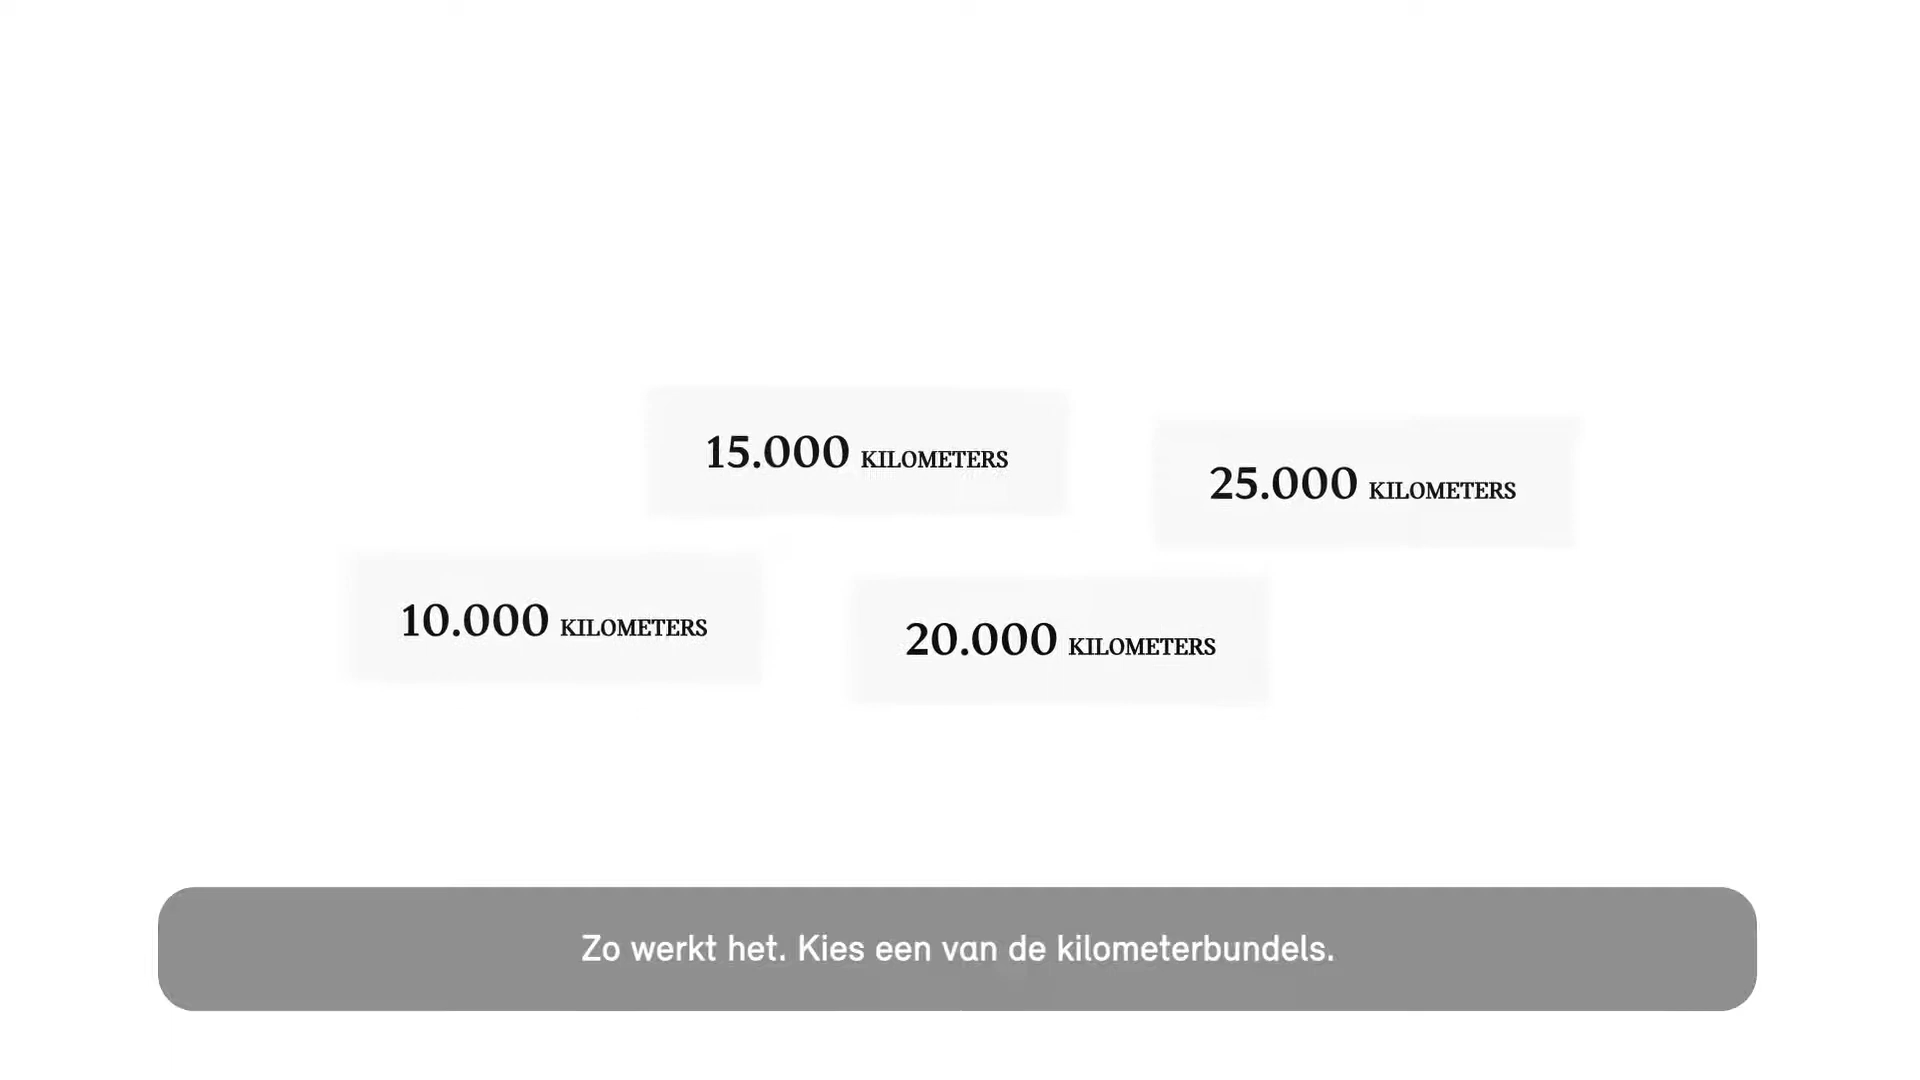 15.000 KILOMETERS
25.000 KILOMETERS
10.000 KILOMETERS
20.000 KILOMETERS
Zo werkt het. Kies een van de kilometerbundels.